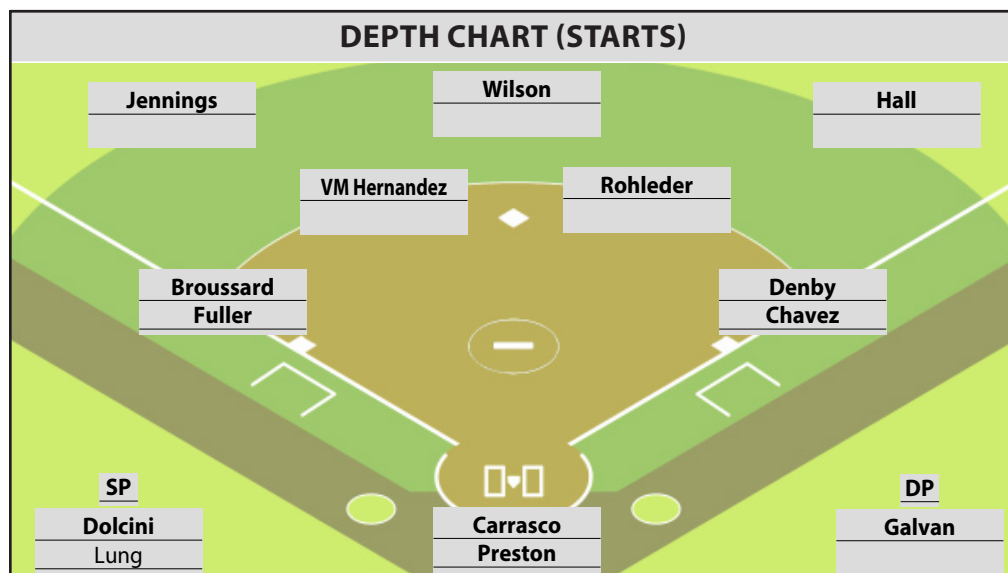 DEPTH CHART (STARTS)
Jennings
Wilson
Hall
VM Hernandez
Rohleder
Broussard
Fuller
Denby
Chavez
SP
Dolcini
Lung
Carrasco
Preston
DP
Galvan